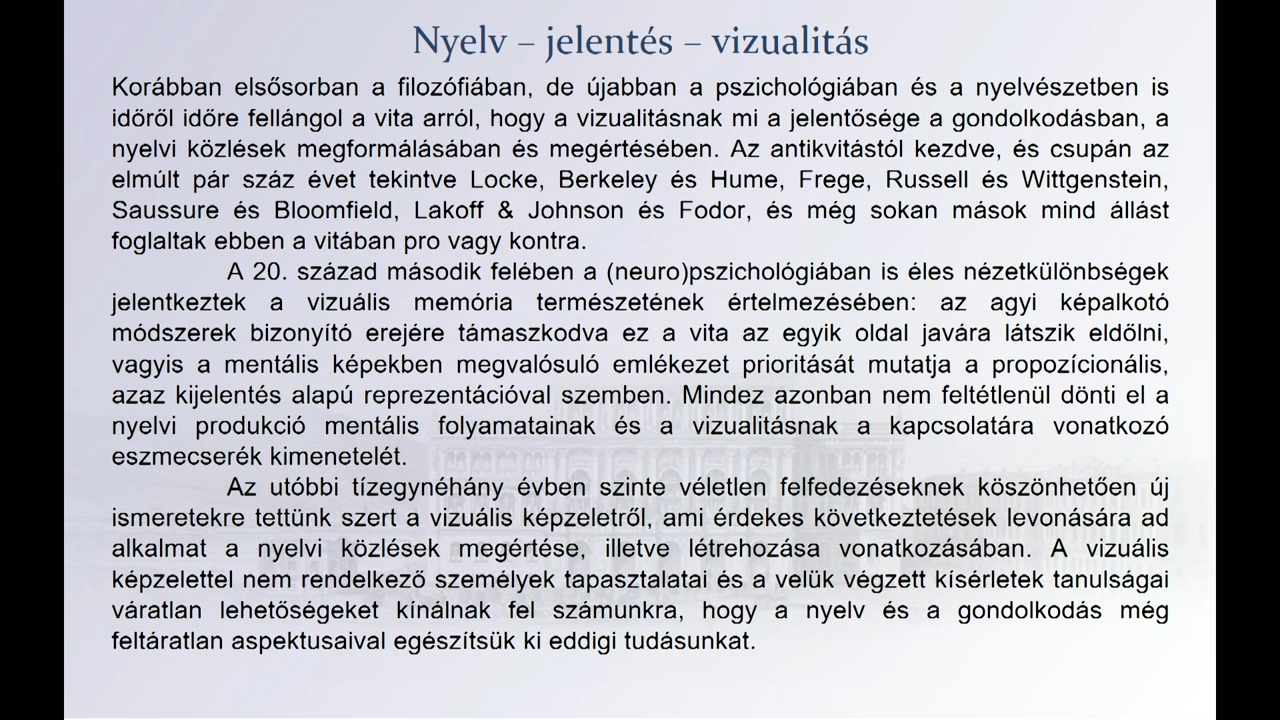 Nyelv – jelentés – vizualitás
Korábban elsősorban a filozófiában, de újabban a pszichológiában és a nyelvészetben is
időről időre fellángol a vita arról, hogy a vizualitásnak mi a jelentősége a gondolkodásban, a
nyelvi közlések megformálásában és megértésében. Az antikvitástól kezdve, és csupán az
elmúlt pár száz évet tekintve Locke, Berkeley és Hume, Frege, Russell és Wittgenstein,
Saussure és Bloomfield, Lakoff & Johnson és Fodor, és még sokan mások mind állást
foglaltak ebben a vitában pro vagy kontra.
A 20. század második felében a (neuro)pszichológiában is éles nézetkülönbségek
jelentkeztek a vizuális memória természetének értelmezésében: az agyi képalkotó
módszerek bizonyító erejére támaszkodva ez a vita az egyik oldal javára látszik eldőlni,
vagyis a mentális képekben megvalósuló emlékezet prioritását mutatja a propozícionális,
azaz kijelentés alapú reprezentációval szemben. Mindez azonban nem feltétlenül dönti el a
nyelvi produkció mentális folyamatainak és a vizualitásnak a kapcsolatára vonatkozó
eszmecserék kimenetelét.
Az utóbbi tízegynéhány évben szinte véletlen felfedezéseknek köszönhetően új
ismeretekre tettünk szert a vizuális képzeletről, ami érdekes következtetések levonására ad
alkalmat a nyelvi közlések megértése, illetve létrehozása vonatkozásában. A vizuális
képzelettel nem rendelkező személyek tapasztalatai és a velük végzett kísérletek tanulságai
váratlan lehetőségeket kínálnak fel számunkra, hogy a nyelv és a gondolkodás még
feltáratlan aspektusaival egészítsük ki eddigi tudásunkat.